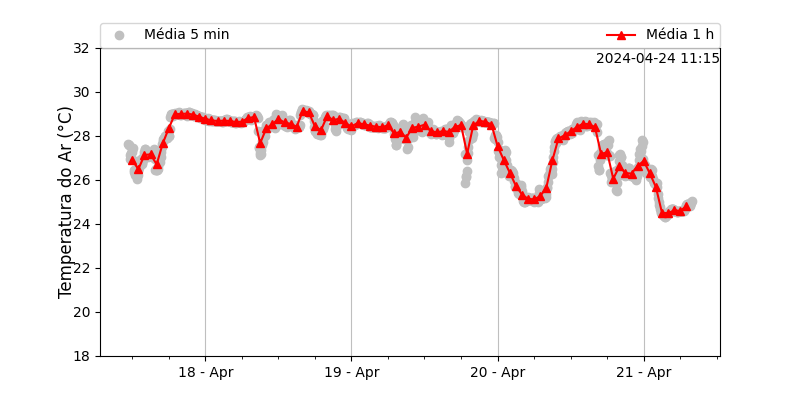 Média 5 min
Média 1 h
2024-04-24 11:15
Temperatura do Ar (°C)
32
30
28
26
24
22
20
18
18 - Apr
19 - Apr
20 - Apr
21 - Apr